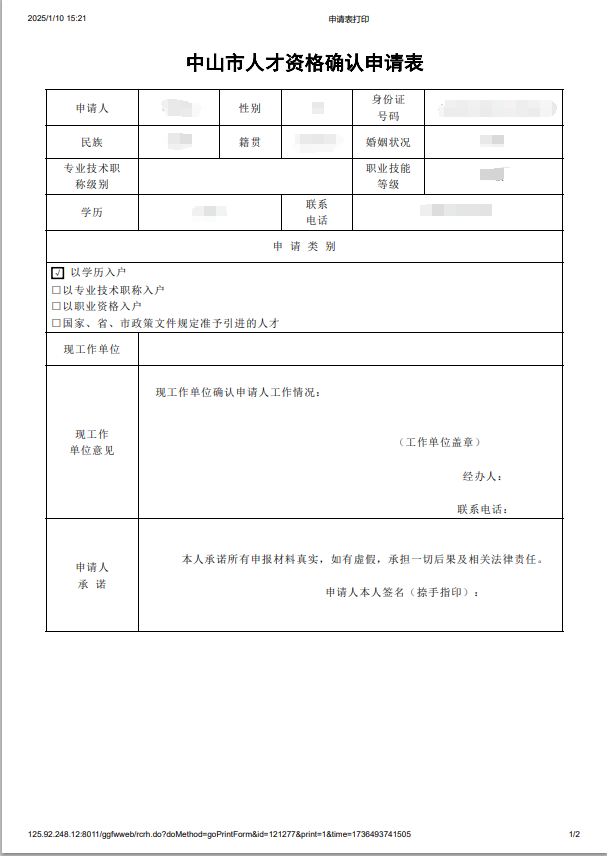 2025/1/10 15:21 申请表打印
中山市人才资格确认申请表
申请人 性别 身份证
号码
民族 籍贯 婚姻状况
专业技术职
称级别 职业技能
等级
学历 联系
电话
申 请 类 别
☑ 以学历入户
□以专业技术职称入户
□以职业资格入户
□国家、省、市政策文件规定准予引进的人才
现工作单位
现工作
单位意见
现工作单位确认申请人工作情况：
（工作单位盖章）
经办人：
联系电话：
申请人
承 诺
本人承诺所有申报材料真实，如有虚假，承担一切后果及相关法律责任。
申请人本人签名（捺手指印）：
125.92.248.12:8011/ggfwweb/rcrh.do?doMethod=goPrintForm&id=121277&print=1&time=1736493741505 1/2